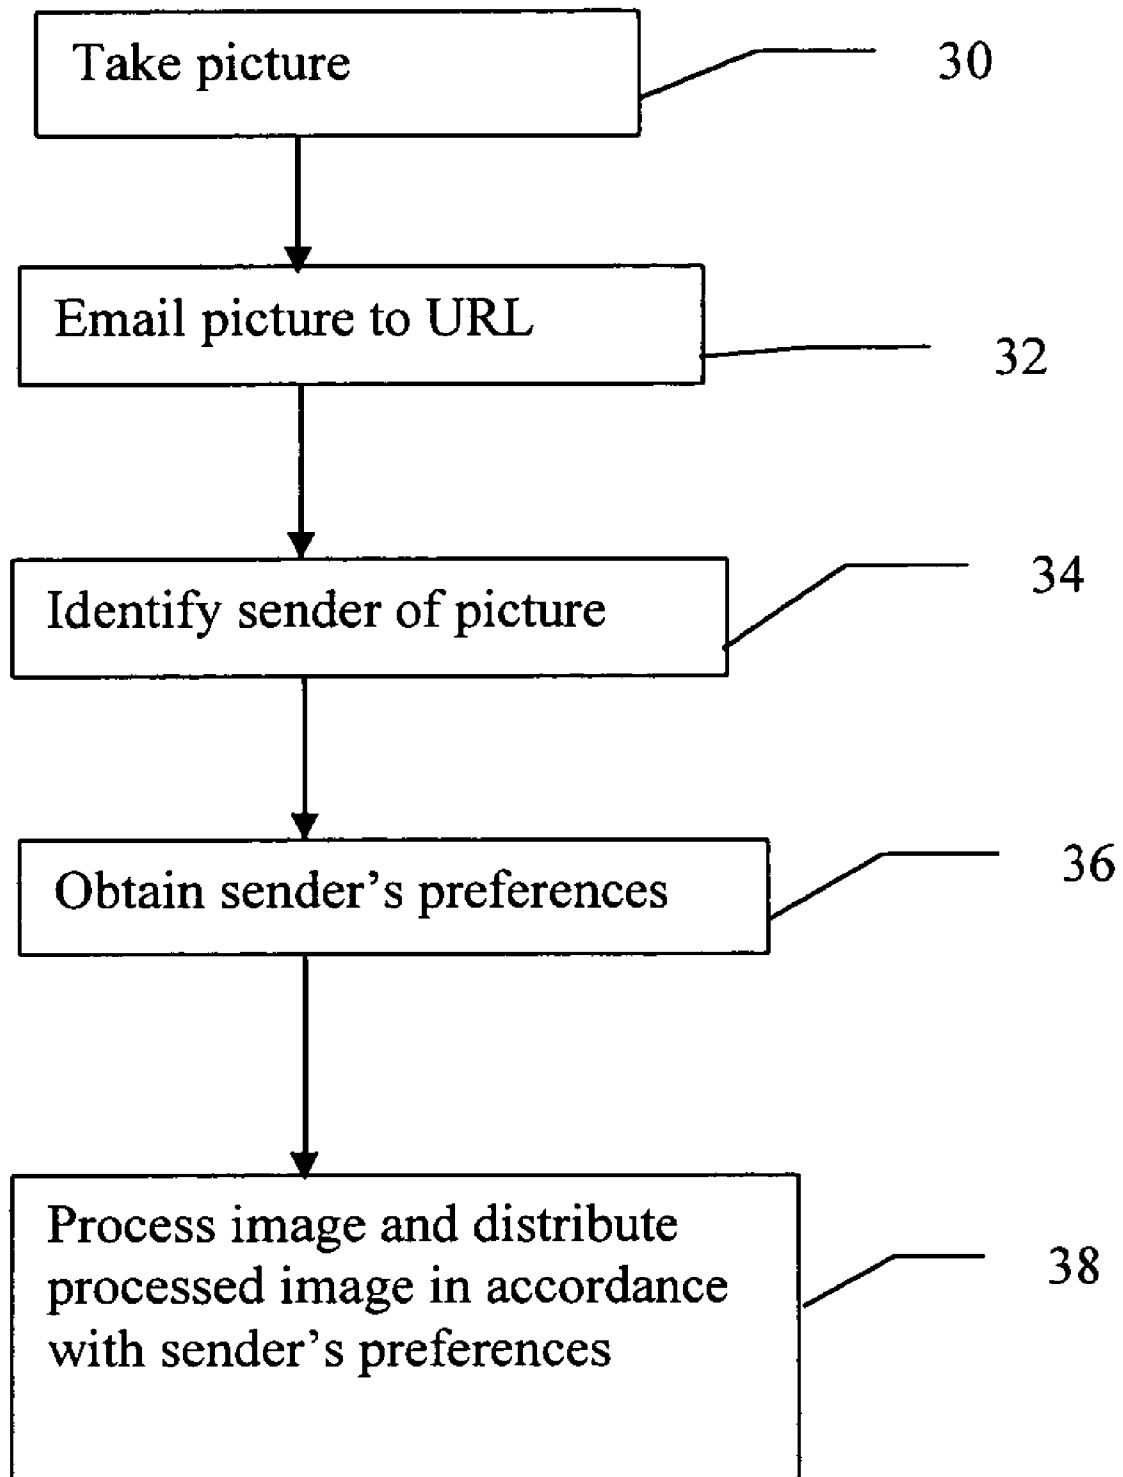 Take picture
30
Email picture to URL
32
Identify sender of picture
34
Obtain sender’s preferences
36
Process image and distribute
processed image in accordance
with sender’s preferences
38